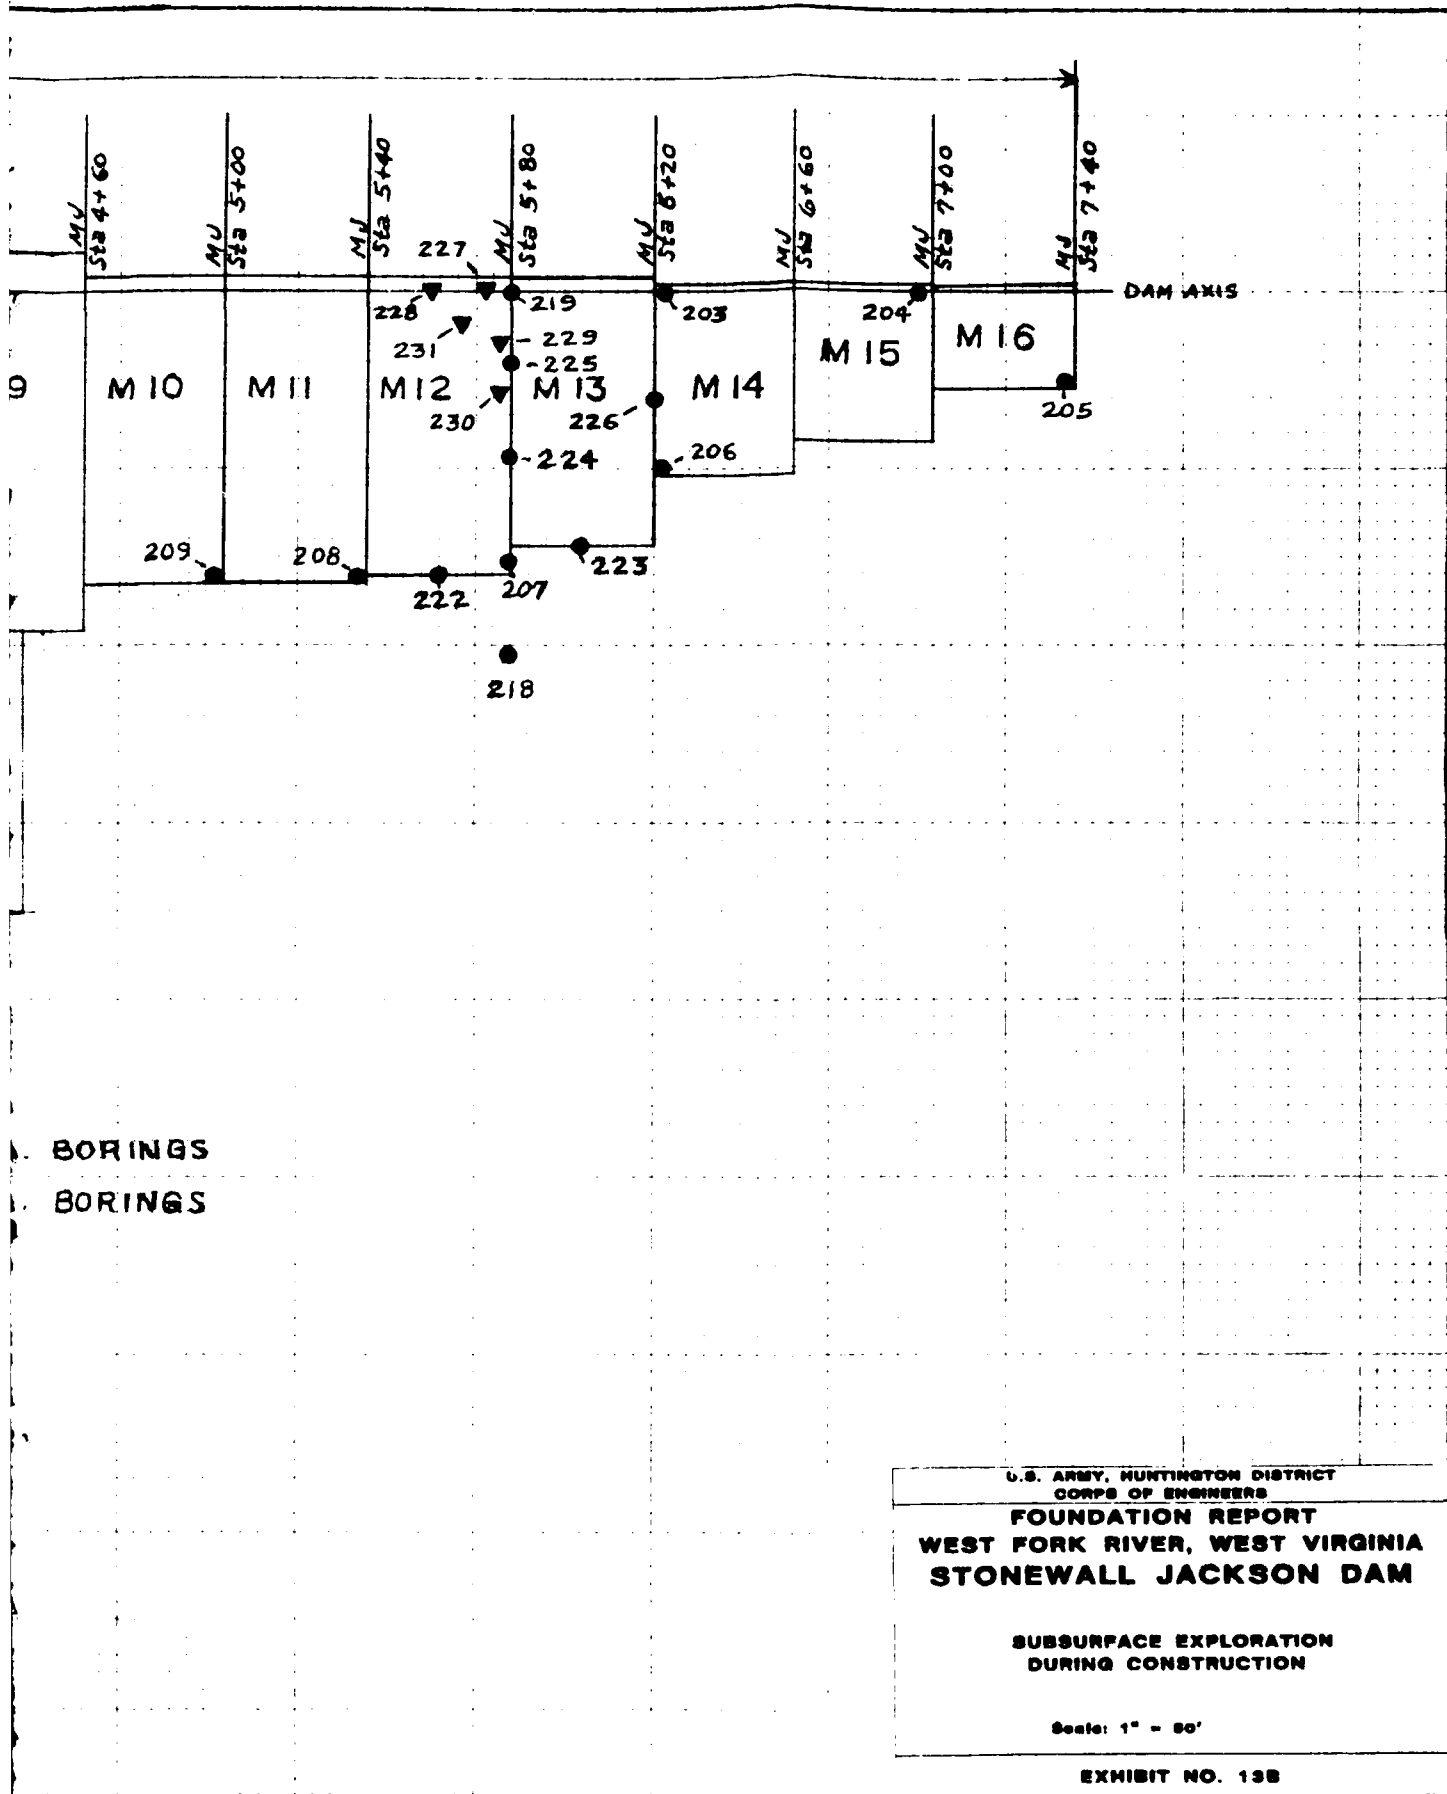 MJ
Sta 4+60
MJ
Sta 5+00
MJ
Sta 5+40
MJ
Sta 5+80
MJ
Sta 6+20
MJ
Sta 6+60
MJ
Sta 7+00
MJ
Sta 7+40
227
228
219
203
204
DAM AXIS
231
229
225
9
M 10
M 11
M 12
M 13
M 14
M 15
M 16
230
226
205
224
206
209
208
222
207
223
218
BORINGS
BORINGS
U.S. ARMY, HUNTINGTON DISTRICT
CORPS OF ENGINEERS
FOUNDATION REPORT
WEST FORK RIVER, WEST VIRGINIA
STONEWALL JACKSON DAM
SUBSURFACE EXPLORATION
DURING CONSTRUCTION
Scale: 1" = 50'
EXHIBIT NO. 13B